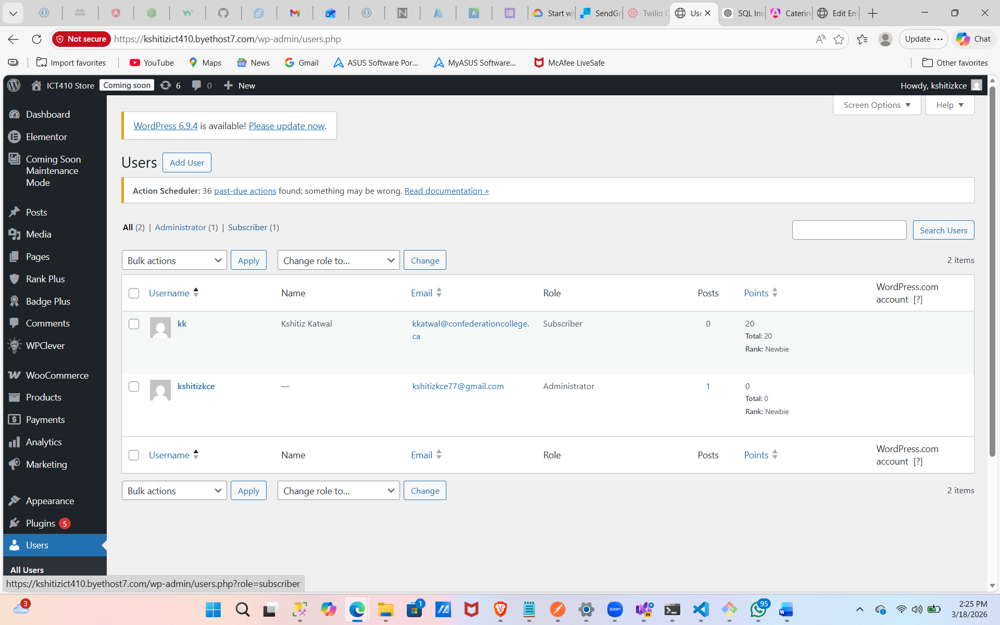 Start wi
SendGri
Twilio C
Use
SQL Ins
Catering
Edit Em
Not secure
https://kshitizict410.byethost7.com/wp-admin/users.php
Update
Chat
Import favorites
YouTube
Maps
News
Gmail
ASUS Software Por...
MyASUS Software...
McAfee LiveSafe
Other favorites
ICT410 Store
Coming soon
6
0
New
Howdy, kshitizkce
Screen Options
Help
Dashboard
Elementor
Coming Soon
Maintenance
Mode
Posts
Media
Pages
Rank Plus
Badge Plus
Comments
WPClever
WooCommerce
Products
Payments
Analytics
Marketing
Appearance
Plugins 5
Users
All Users
WordPress 6.9.4 is available! Please update now.
Users
Add User
Action Scheduler: 36 past-due actions found; something may be wrong. Read documentation »
All (2) | Administrator (1) | Subscriber (1)
Search Users
Bulk actions
Apply
Change role to...
Change
2 items
Username
Name
Email
Role
Posts
Points
WordPress.com
account [?]
kk
Kshitiz Katwal
kkatwal@confederationcollege.
ca
Subscriber
0
20
Total: 20
Rank: Newbie
kshitizkce
—
kshitizkce77@gmail.com
Administrator
1
0
Total: 0
Rank: Newbie
Username
Name
Email
Role
Posts
Points
WordPress.com
account [?]
Bulk actions
Apply
Change role to...
Change
2 items
https://kshitizict410.byethost7.com/wp-admin/users.php?role=subscriber
3
1
zoom
IN
95
2:25 PM
3/18/2026